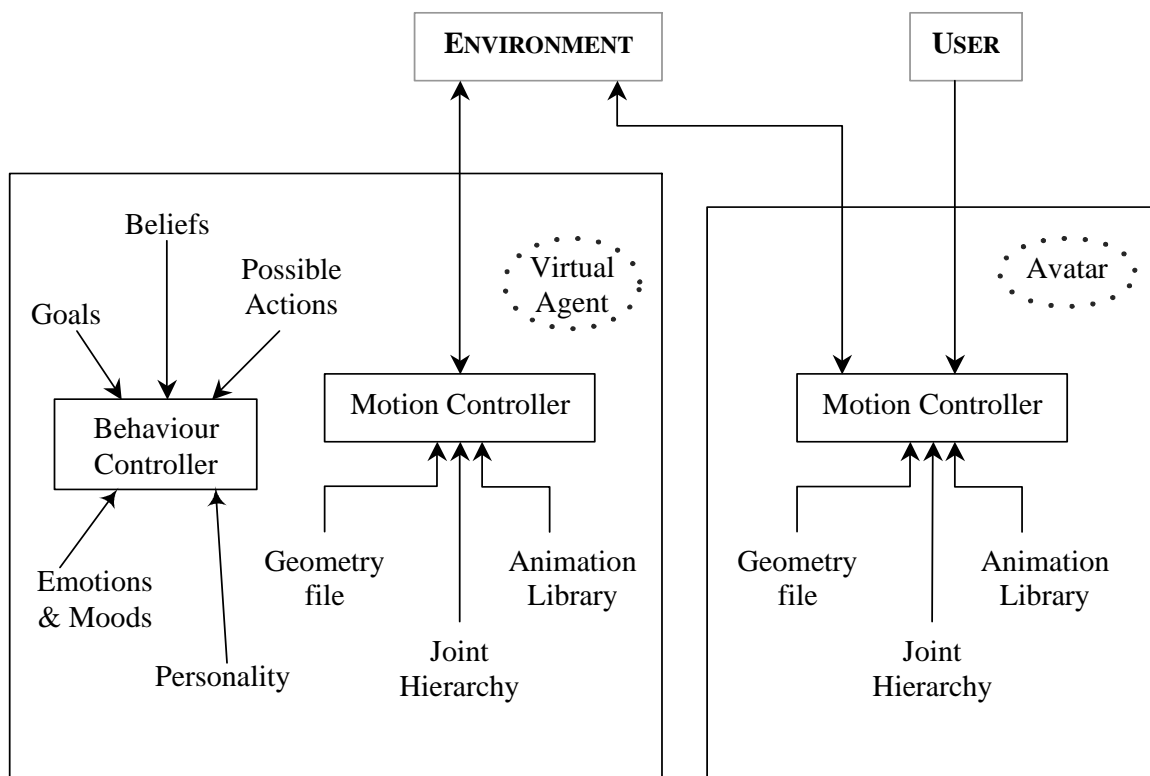 ENVIRONMENT
USER
Beliefs
Possible
Actions
Goals
Virtual
Agent
Avatar
Behaviour
Controller
Motion Controller
Motion Controller
Geometry
file
Animation
Library
Geometry
file
Animation
Library
Emotions
& Moods
Personality
Joint
Hierarchy
Joint
Hierarchy